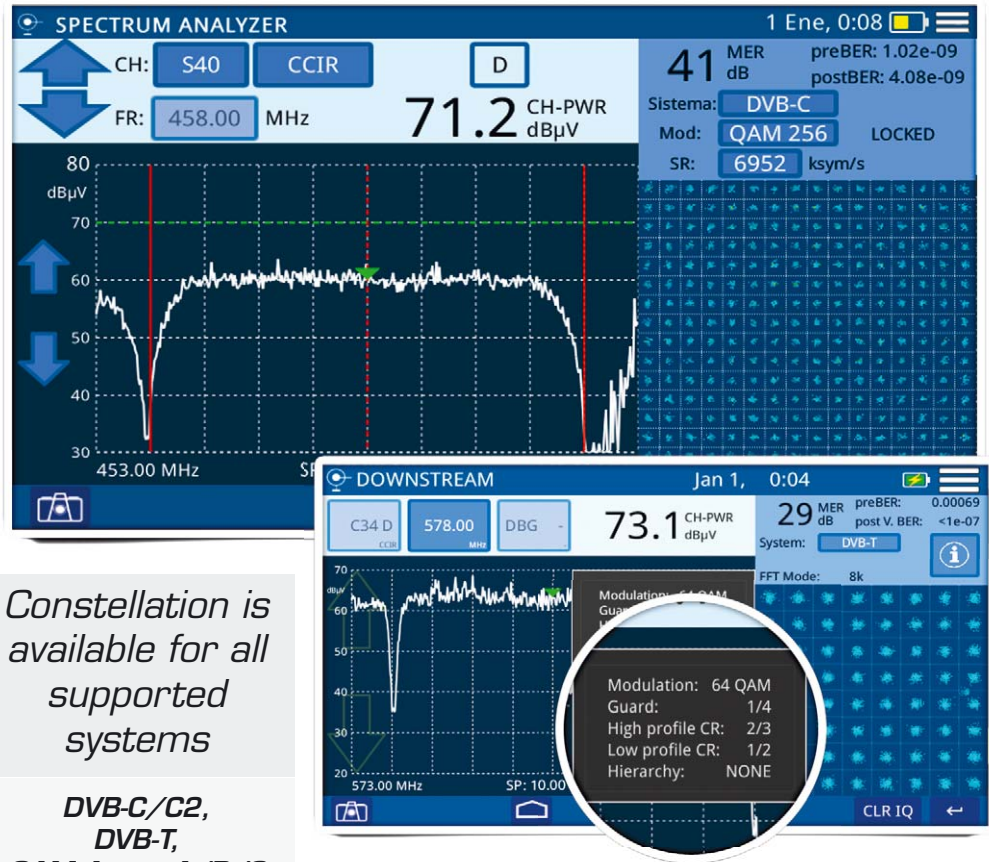 SPECTRUM ANALYZER
1 Ene, 0:08
CH: S40 CCIR D
FR: 458.00 MHz
71.2 CH-PWR dBµV
41 MER dB
preBER: 1.02e-09
postBER: 4.08e-09
Sistema: DVB-C
Mod: QAM 256 LOCKED
SR: 6952 ksym/s
80
dBµV
70
60
50
40
30
453.00 MHz
DOWNSTREAM
Jan 1, 0:04
C34 D
CCIR
578.00
MHz
DBG -
73.1 CH-PWR dBµV
29 MER dB
preBER: 0.00069
post V. BER: <1e-07
System: DVB-T
FFT Mode: 8k
70
dBµV
60
50
40
30
20
573.00 MHz
SP: 10.00
Modulation: 64 QAM
Modulation: 64 QAM
Guard: 1/4
High profile CR: 2/3
Low profile CR: 1/2
Hierarchy: NONE
CLR IQ
Constellation is
available for all
supported
systems
DVB-C/C2,
DVB-T,